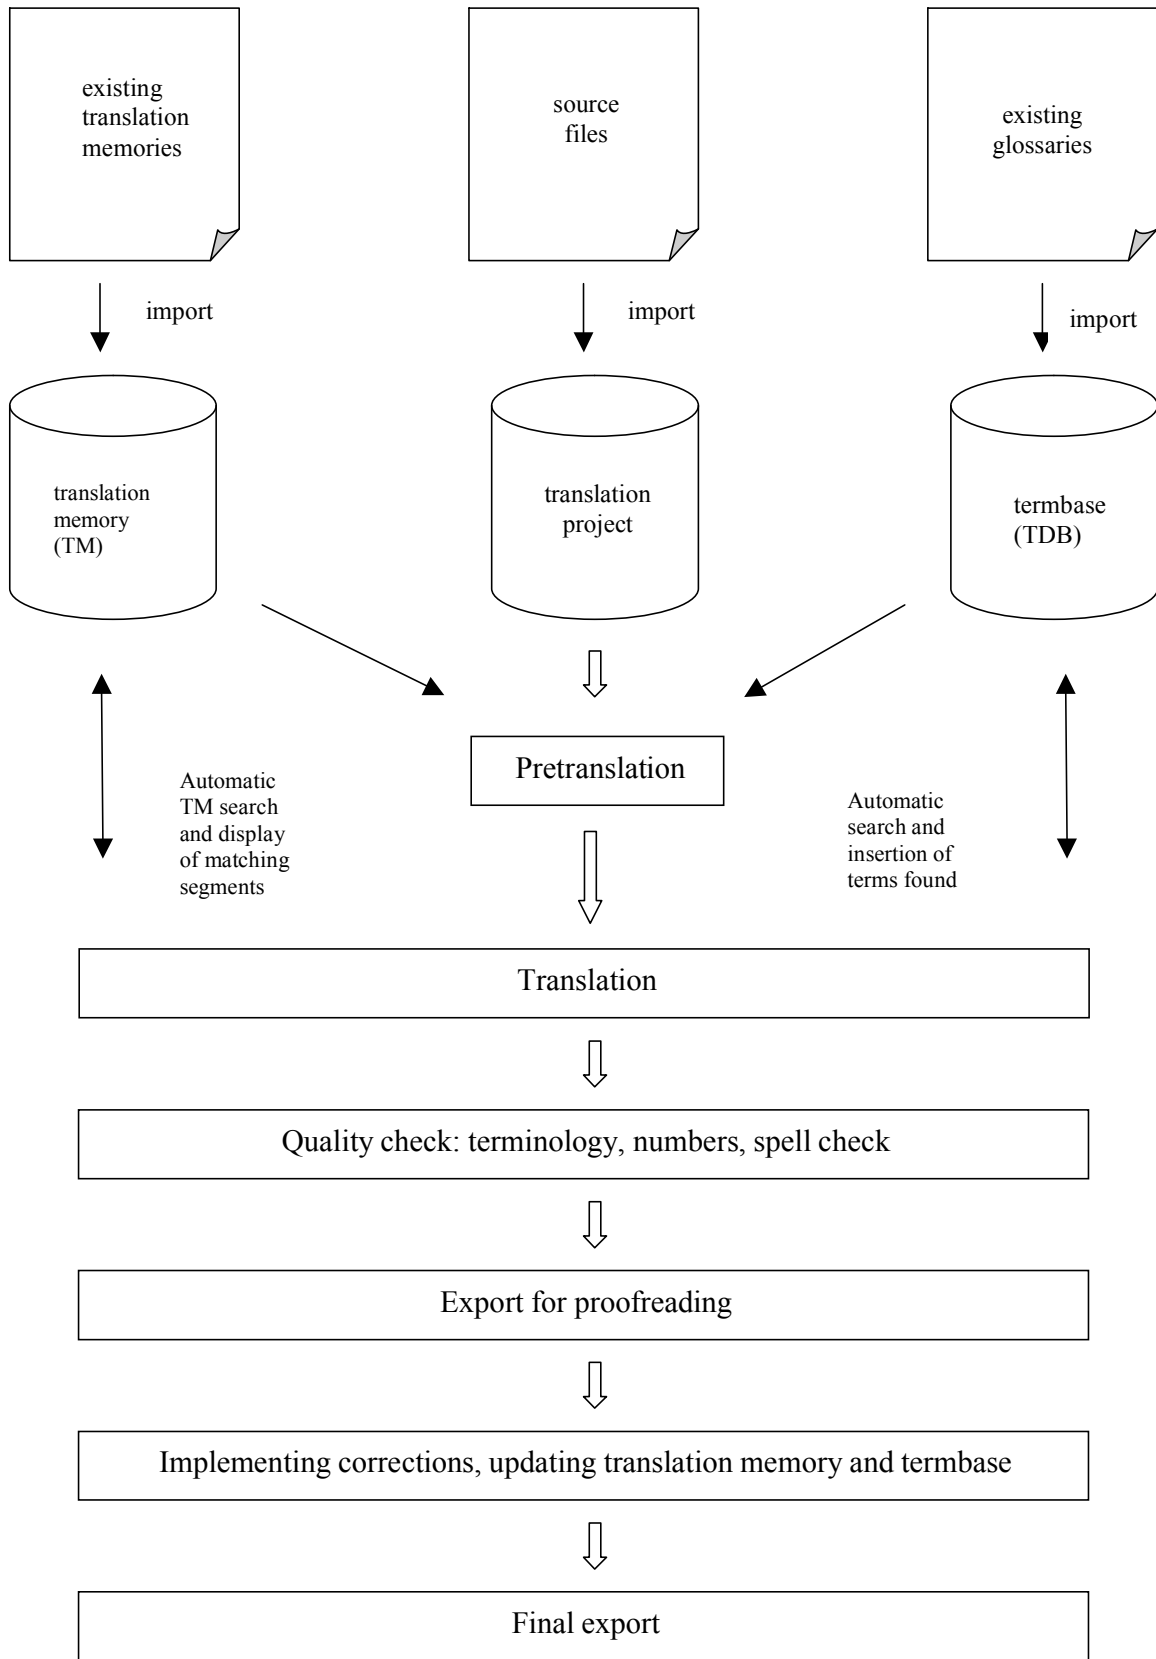 existing
translation
memories
source
files
existing
glossaries
import
import
import
translation
memory
(TM)
translation
project
termbase
(TDB)
Pretranslation
Automatic
TM search
and display
of matching
segments
Automatic
search and
insertion of
terms found
Translation
Quality check: terminology, numbers, spell check
Export for proofreading
Implementing corrections, updating translation memory and termbase
Final export